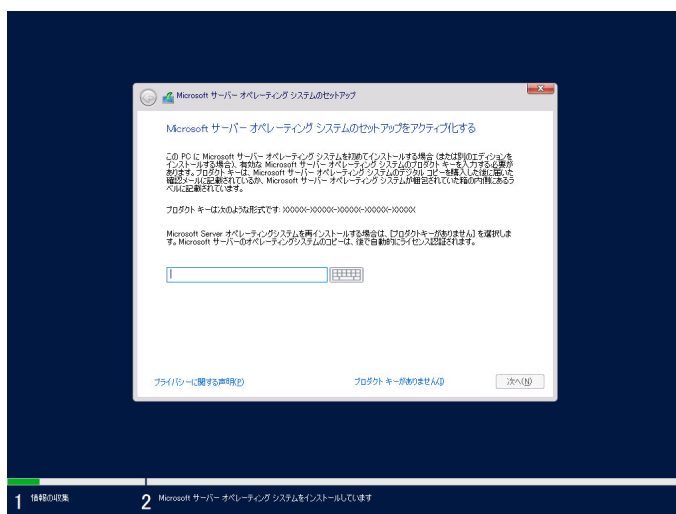 Microsoft サーバー オペレーティング システムのセットアップ
Microsoft サーバー オペレーティング システムのセットアップをアクティブ化する
この PC に Microsoft サーバー オペレーティング システムを初めてインストールする場合 (または別のエディションを
インストールする場合)、有効な Microsoft サーバー オペレーティング システムのプロダクト キーを入力する必要が
あります。プロダクト キーは、Microsoft サーバー オペレーティング システムのデジタル コピーを購入した後に届いた
確認メールに記載されているか、Microsoft サーバー オペレーティング システムが梱包されていた箱の内側にあるラ
ベルに記載されています。
プロダクト キーは次のような形式です: XXXXX-XXXXX-XXXXX-XXXXX-XXXXX
Microsoft Server オペレーティングシステムを再インストールする場合は、[プロダクトキーがありません] を選択しま
す。Microsoft サーバーのオペレーティングシステムのコピーは、後で自動的にライセンス認証されます。
プライバシーに関する声明(P)
プロダクト キーがありません(I)
次へ(N)
1 情報の収集
2 Microsoft サーバー オペレーティング システムをインストールしています